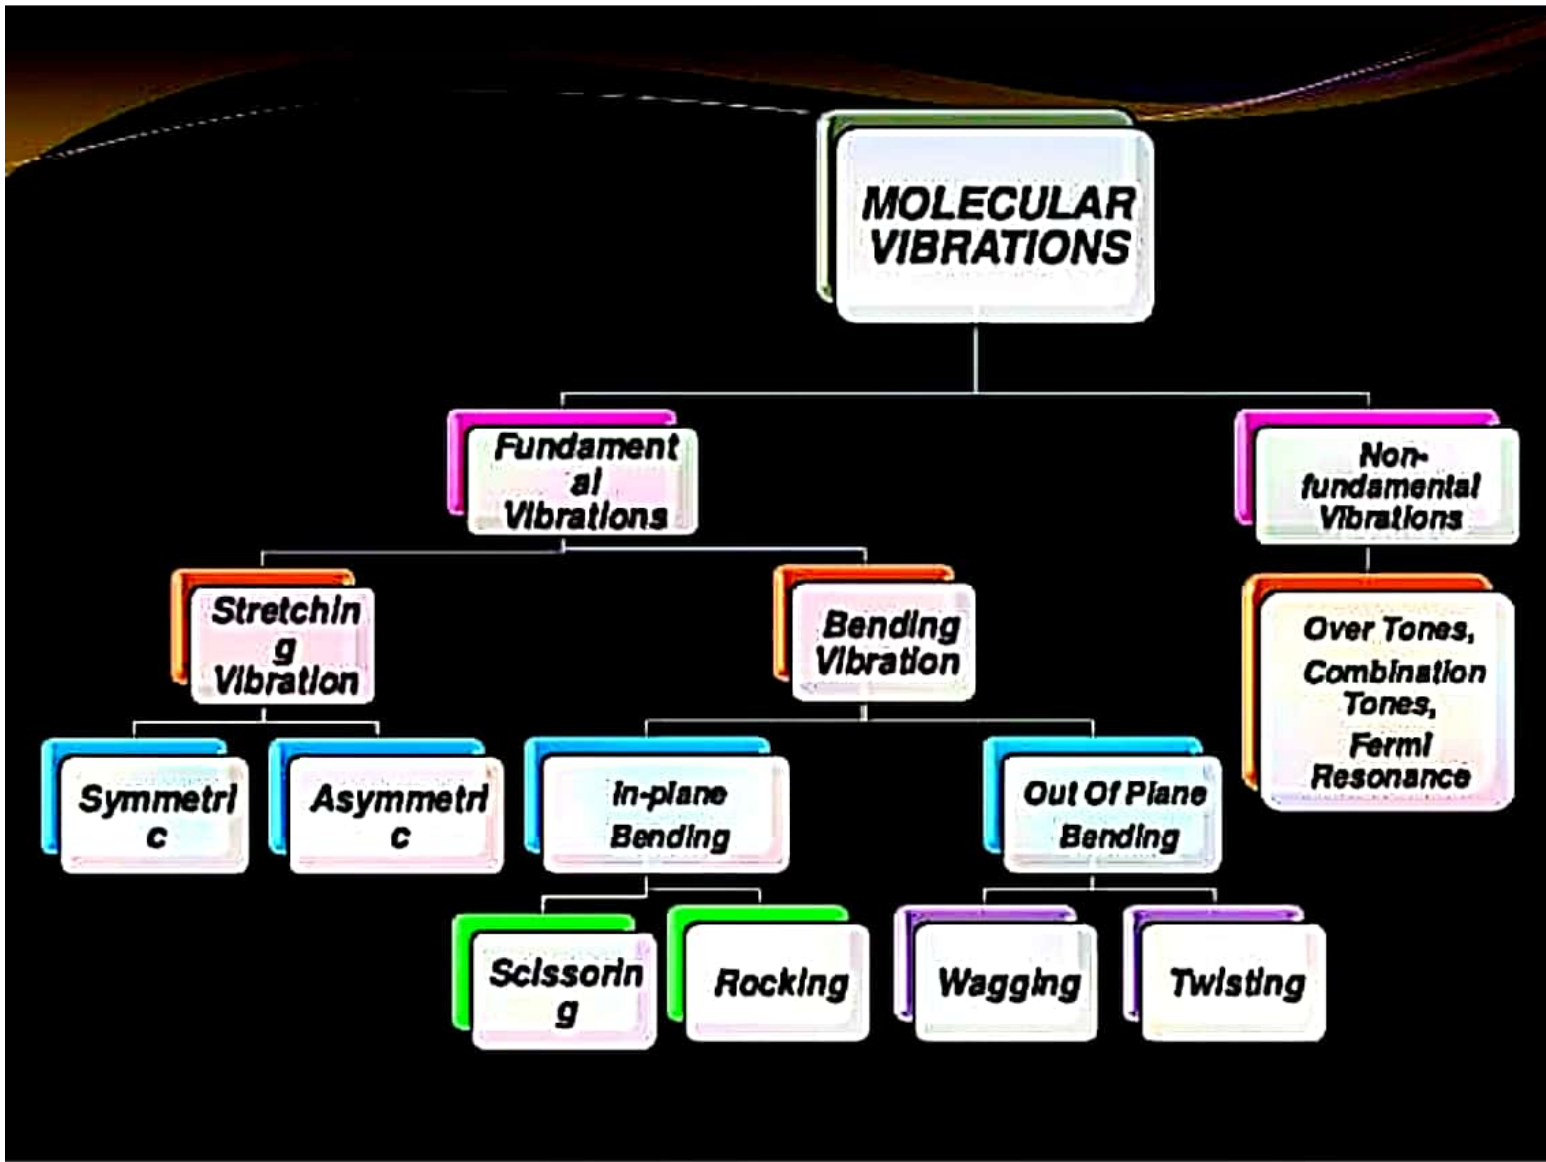 MOLECULAR
VIBRATIONS
Fundament
al
Vibrations
Non-
fundamental
Vibrations
Stretchin
g
Vibration
Bending
Vibration
Over Tones,
Combination
Tones,
Fermi
Resonance
Symmetri
c
Asymmetri
c
In-plane
Bending
Out Of Plane
Bending
Scissorin
g
Rocking
Wagging
Twisting